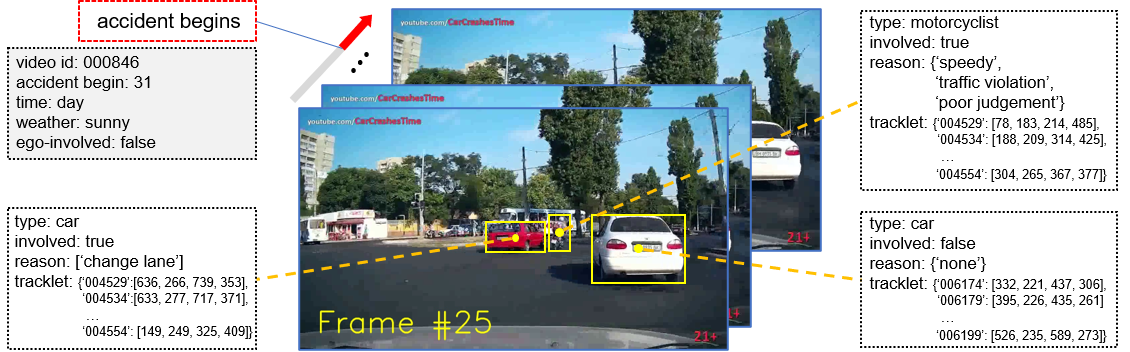 accident begins
video id: 000846
accident begin: 31
time: day
weather: sunny
ego-involved: false
type: car
involved: true
reason: ['change lane']
tracklet: {'004529':[636, 266, 739, 353],
'004534':[633, 277, 717, 371],
...
'004554': [149, 249, 325, 409]}
youtube.com/CarCrashesTime
21+
youtube.com/CarCrashesTime
youtube.com/CarCrashesTime
Frame #25
21+
type: motorcyclist
involved: true
reason: {'speedy',
'traffic violation',
'poor judgement'}
tracklet: {'004529': [78, 183, 214, 485],
'004534': [188, 209, 314, 425],
...
'004554': [304, 265, 367, 377]}
type: car
involved: false
reason: {'none'}
tracklet: {'006174': [332, 221, 437, 306],
'006179': [395, 226, 435, 261]
...
'006199': [526, 235, 589, 273]}